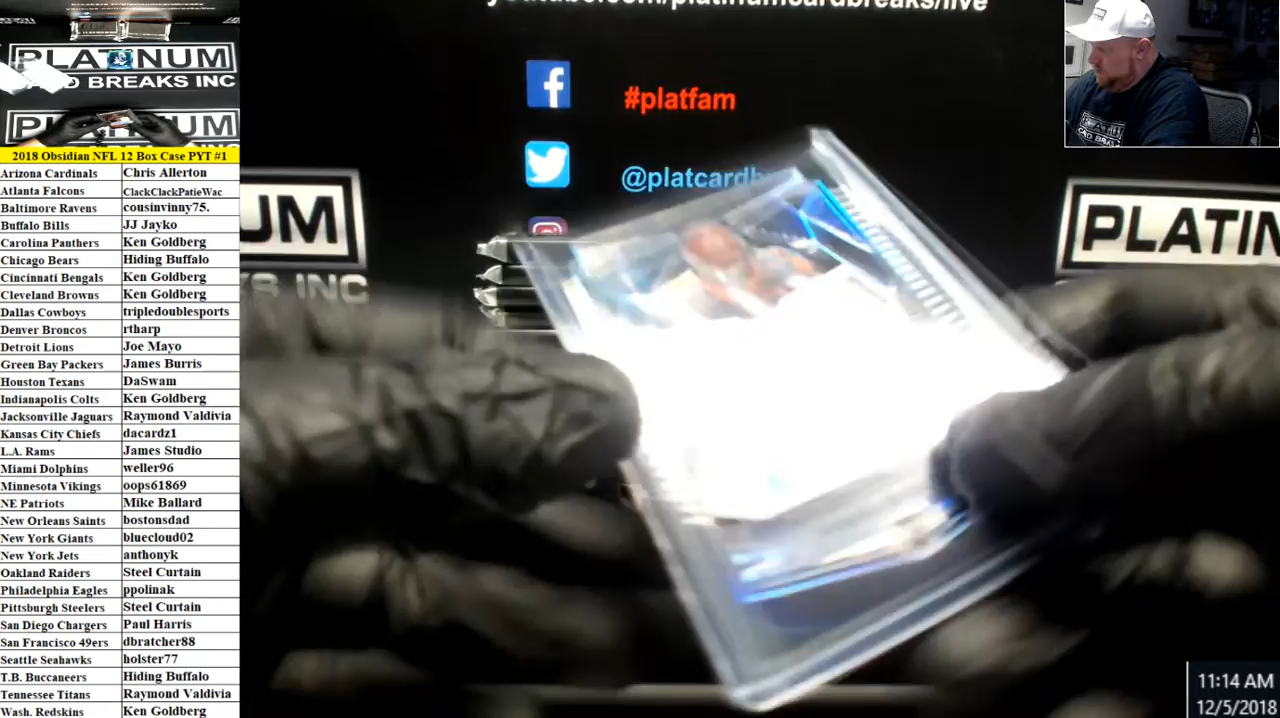 youtube.com/platinumcardbreaks/live
PLATINUM
CARD BREAKS INC
#platfam
@platcardb
2018 Obsidian NFL 12 Box Case PYT #1
Arizona Cardinals Chris Allerton
Atlanta Falcons ClackClackPatieWac
Baltimore Ravens cousinvinny75.
Buffalo Bills JJ Jayko
Carolina Panthers Ken Goldberg
Chicago Bears Hiding Buffalo
Cincinnati Bengals Ken Goldberg
Cleveland Browns Ken Goldberg
Dallas Cowboys tripledoublesports
Denver Broncos rtharp
Detroit Lions Joe Mayo
Green Bay Packers James Burris
Houston Texans DaSwam
Indianapolis Colts Ken Goldberg
Jacksonville Jaguars Raymond Valdivia
Kansas City Chiefs dacardz1
L.A. Rams James Studio
Miami Dolphins weller96
Minnesota Vikings oops61869
NE Patriots Mike Ballard
New Orleans Saints bostonsdad
New York Giants bluecloud02
New York Jets anthonyk
Oakland Raiders Steel Curtain
Philadelphia Eagles ppolinak
Pittsburgh Steelers Steel Curtain
San Diego Chargers Paul Harris
San Francisco 49ers dbratcher88
Seattle Seahawks holster77
T.B. Buccaneers Hiding Buffalo
Tennessee Titans Raymond Valdivia
Wash. Redskins Ken Goldberg
NUM
KS INC
PLATIN
11:14 AM
12/5/2018